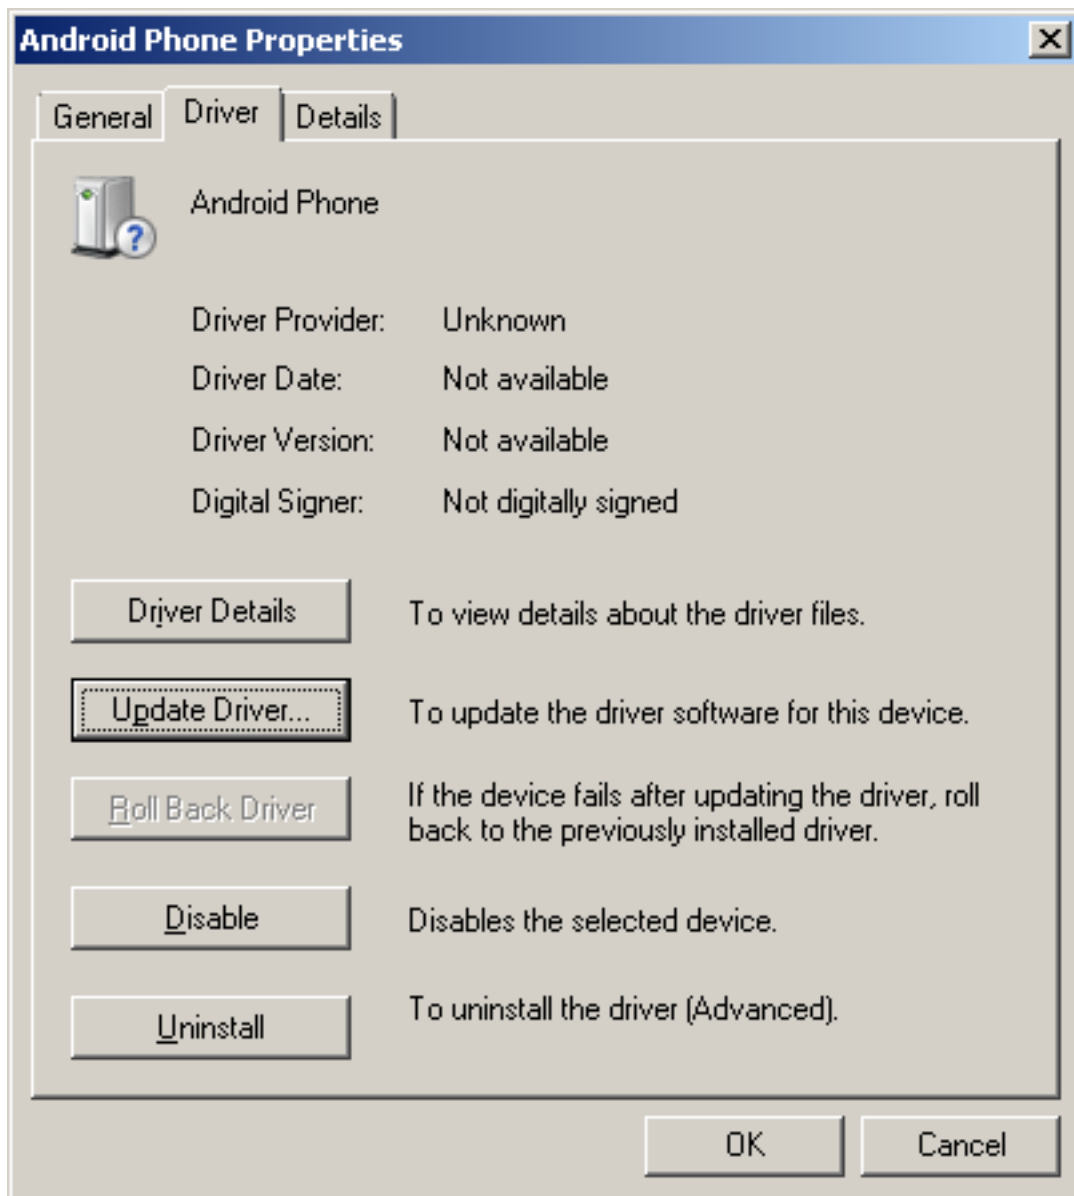 Android Phone Properties
General
Driver
Details
Android Phone
Driver Provider: Unknown
Driver Date: Not available
Driver Version: Not available
Digital Signer: Not digitally signed
Driver Details
To view details about the driver files.
Update Driver...
To update the driver software for this device.
Roll Back Driver
If the device fails after updating the driver, roll
back to the previously installed driver.
Disable
Disables the selected device.
Uninstall
To uninstall the driver (Advanced).
OK
Cancel